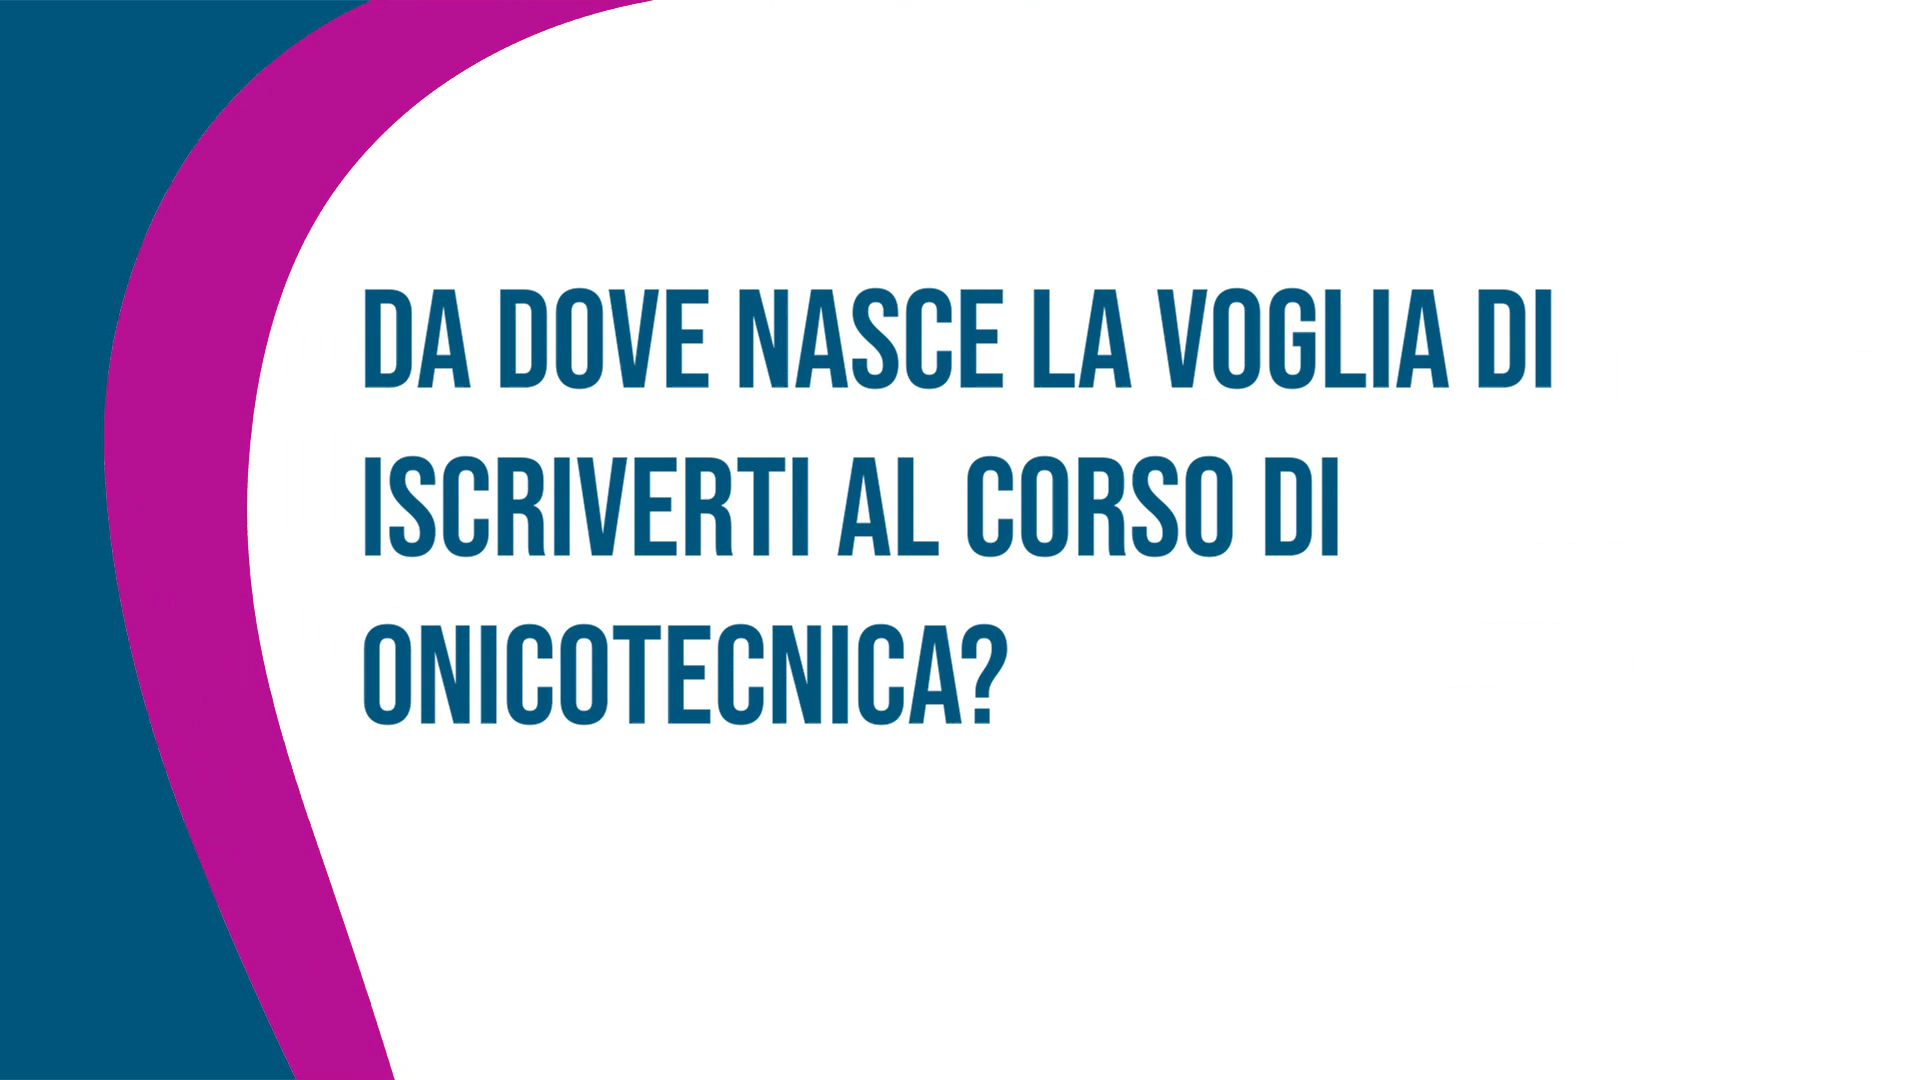 DA DOVE NASCE LA VOGLIA DI
ISCRIVERTI AL CORSO DI
ONICOTECNICA?